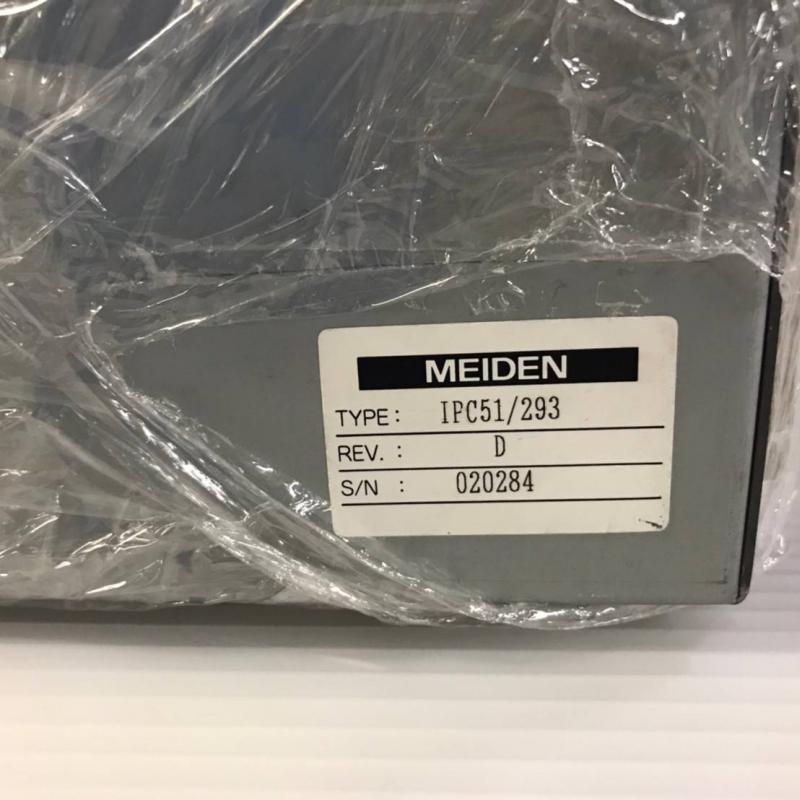 MEIDEN
TYPE: IPC51/293
REV. : D
S/N : 020284